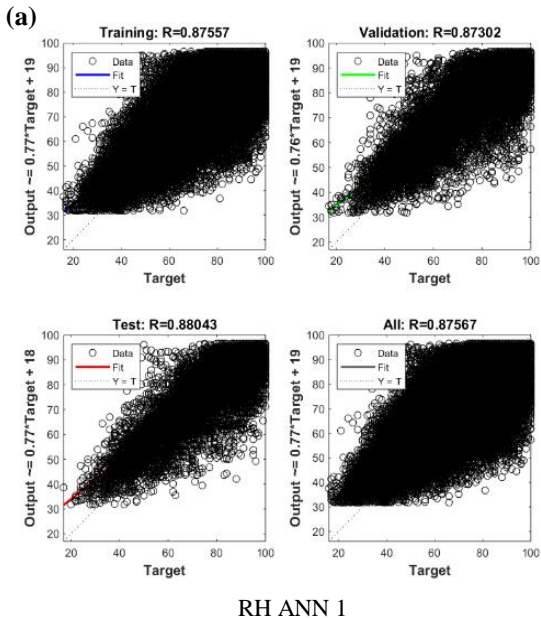 (a)
Training: R=0.87557
Output ~= 0.77*Target + 19
100
90
80
70
60
50
40
30
20
Data
Fit
Y = T
20 40 60 80 100
Target
Validation: R=0.87302
Output ~= 0.76*Target + 19
100
90
80
70
60
50
40
30
20
Data
Fit
Y = T
20 40 60 80 100
Target
Test: R=0.88043
Output ~= 0.77*Target + 18
100
90
80
70
60
50
40
30
20
Data
Fit
Y = T
20 40 60 80 100
Target
All: R=0.87567
Output ~= 0.77*Target + 19
100
90
80
70
60
50
40
30
20
Data
Fit
Y = T
20 40 60 80 100
Target
RH ANN 1